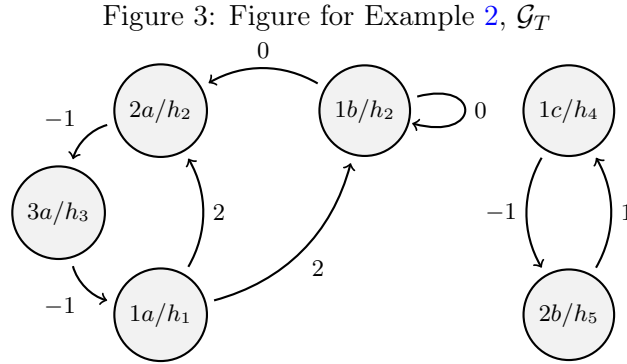 Figure 3: Figure for Example 2, 𝒢_T
0
2a/h₂
1b/h₂
0
1c/h₄
−1
3a/h₃
2
−1
1
2
−1
1a/h₁
2b/h₅